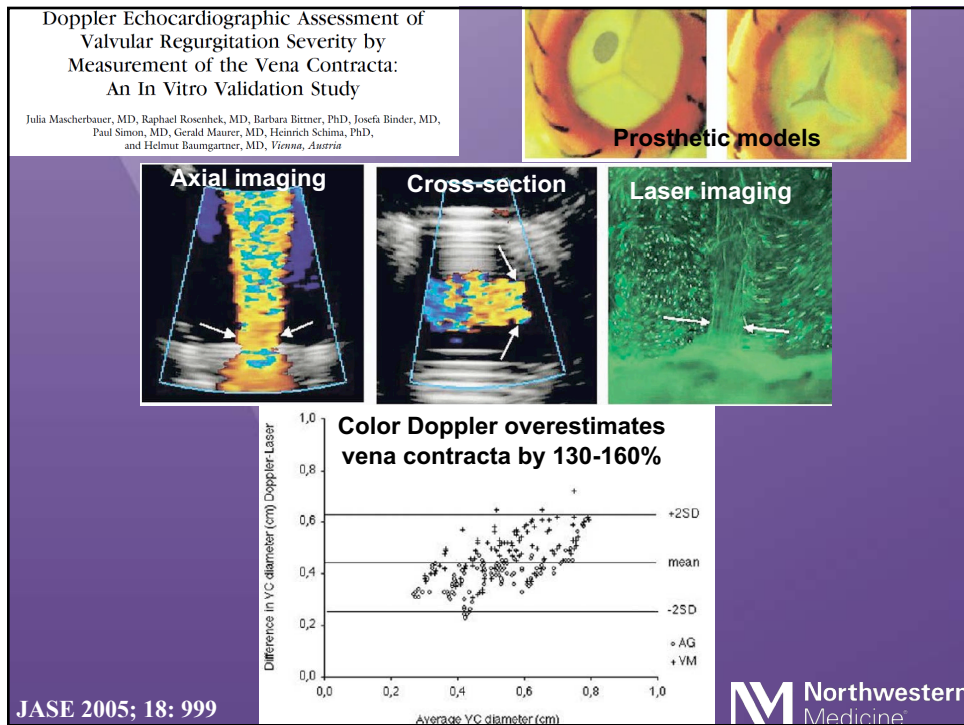 Doppler Echocardiographic Assessment of
Valvular Regurgitation Severity by
Measurement of the Vena Contracta:
An In Vitro Validation Study
Julia Mascherbauer, MD, Raphael Rosenhek, MD, Barbara Bittner, PhD, Josefa Binder, MD,
Paul Simon, MD, Gerald Maurer, MD, Heinrich Schima, PhD,
and Helmut Baumgartner, MD, Vienna, Austria
Prosthetic models
Axial imaging
Cross-section
Laser imaging
Color Doppler overestimates
vena contracta by 130-160%
Difference in VC diameter (cm) Doppler-Laser
1,0
0,8
0,6
0,4
0,2
0,0
+2SD
mean
-2SD
AG
VM
0,0 0,2 0,4 0,6 0,8 1,0
Average VC diameter (cm)
JASE 2005; 18: 999
Northwestern
Medicine®